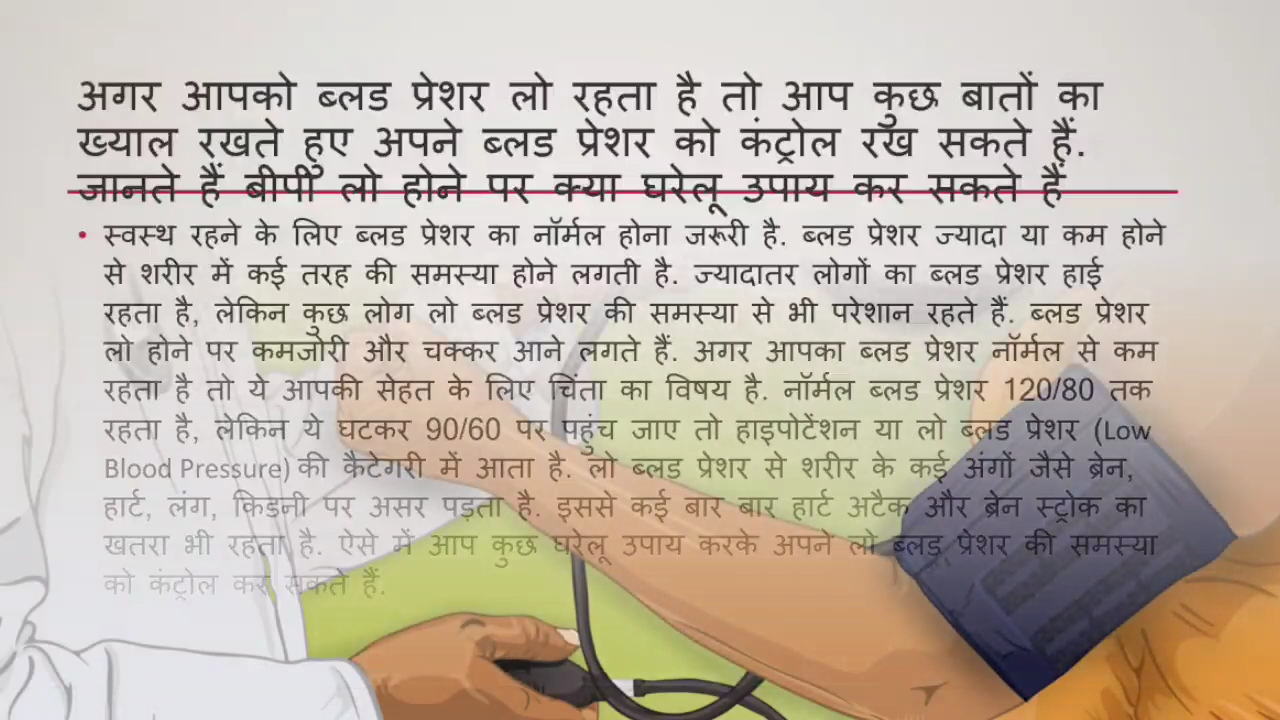 अगर आपको ब्लड प्रेशर लो रहता है तो आप कुछ बातों का
ख्याल रखते हुए अपने ब्लड प्रेशर को कंट्रोल रख सकते हैं.
जानते हैं बीपी लो होने पर क्या घरेलू उपाय कर सकते हैं
• स्वस्थ रहने के लिए ब्लड प्रेशर का नॉर्मल होना जरूरी है. ब्लड प्रेशर ज्यादा या कम होने
से शरीर में कई तरह की समस्या होने लगती है. ज्यादातर लोगों का ब्लड प्रेशर हाई
रहता है, लेकिन कुछ लोग लो ब्लड प्रेशर की समस्या से भी परेशान रहते हैं. ब्लड प्रेशर
लो होने पर कमजोरी और चक्कर आने लगते हैं. अगर आपका ब्लड प्रेशर नॉर्मल से कम
रहता है तो ये आपकी सेहत के लिए चिंता का विषय है. नॉर्मल ब्लड प्रेशर 120/80 तक
रहता है, लेकिन ये घटकर 90/60 पर पहुंच जाए तो हाइपोटेंशन या लो ब्लड प्रेशर (Low
Blood Pressure) की कैटेगरी में आता है. लो ब्लड प्रेशर से शरीर के कई अंगों जैसे ब्रेन,
हार्ट, लंग, किडनी पर असर पड़ता है. इससे कई बार बार हार्ट अटैक और ब्रेन स्ट्रोक का
खतरा भी रहता है. ऐसे में आप कुछ घरेलू उपाय करके अपने लो ब्लड प्रेशर की समस्या
को कंट्रोल कर सकते हैं.